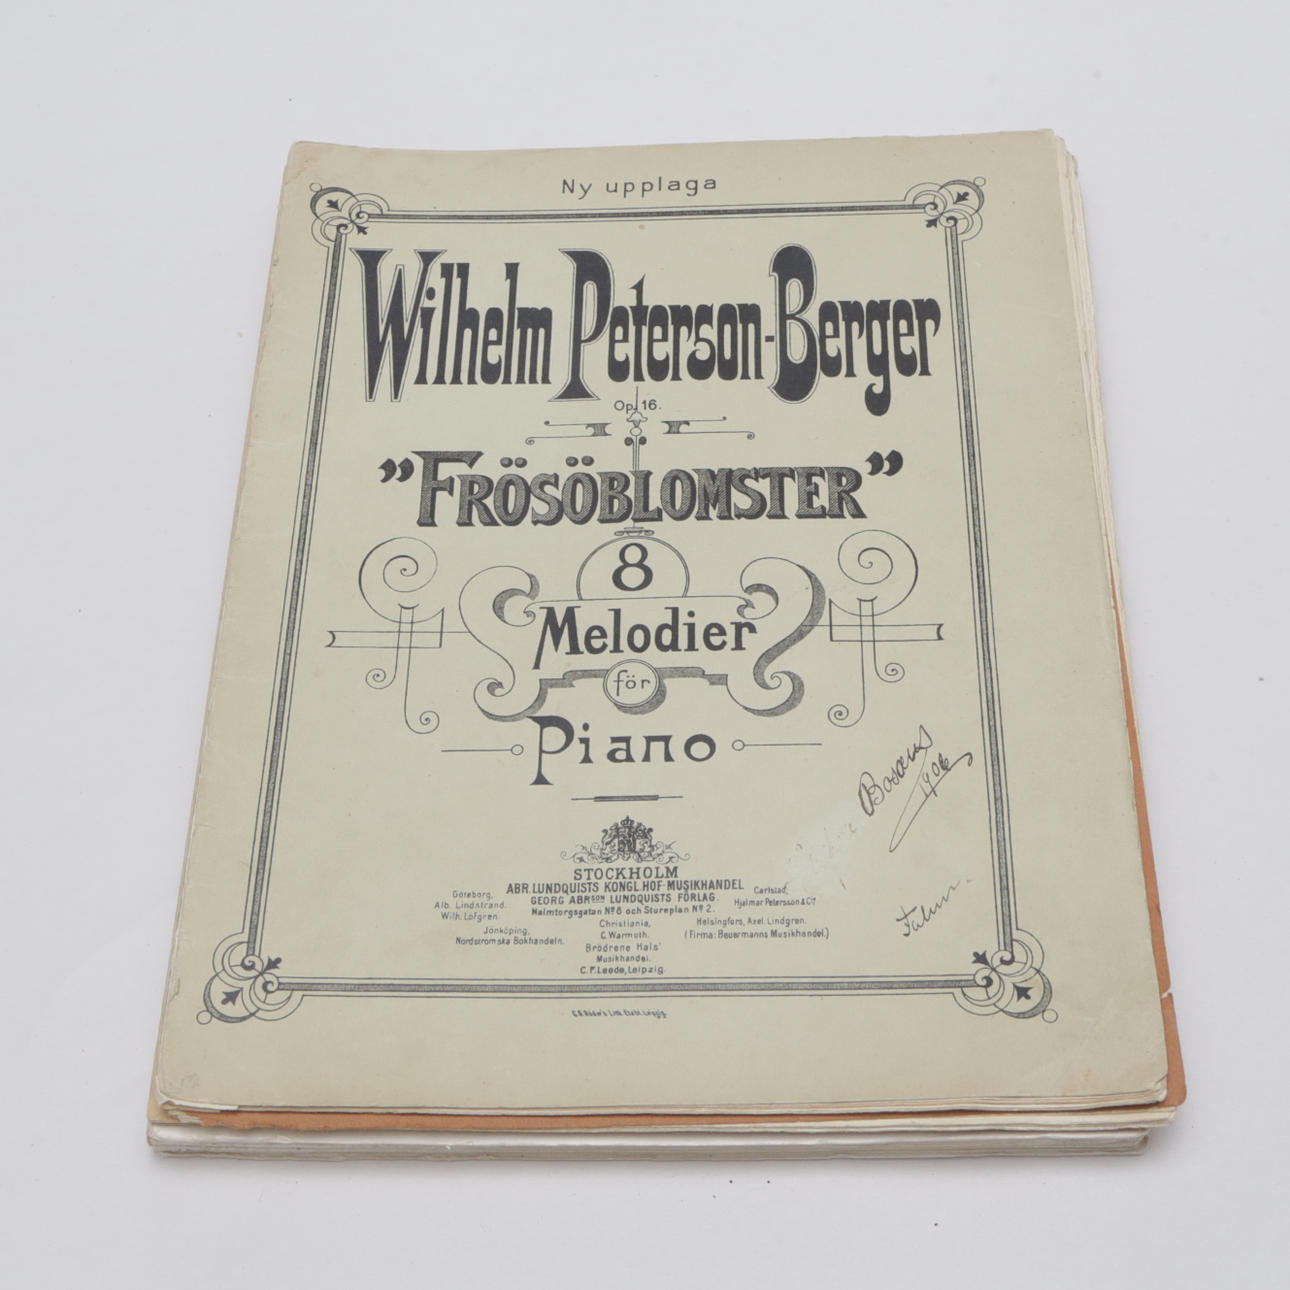 Ny upplaga
Wilhelm Peterson-Berger
Op. 16.
"FRÖSÖBLOMSTER"
8
Melodier
för
Piano
1906
STOCKHOLM
ABR. LUNDQUISTS KONGL. HOF-MUSIKHANDEL
GEORG ABRSON LUNDQUISTS FÖRLAG.
Malmtorgsgatan No 8 och Stureplan No 2.
Göteborg,
Alb. Lindstrand.
Wilh. Löfgren.
Jönköping,
Nordströmska Bokhandeln.
Christiania,
C. Warmuth.
Brödrene Hals'
Musikhandel.
C. F. Leede, Leipzig.
Carlstad,
Hjalmar Petersson & Co
Helsingfors, Axel Lindgren.
(Firma: Beuermanns Musikhandel.)
Falun.